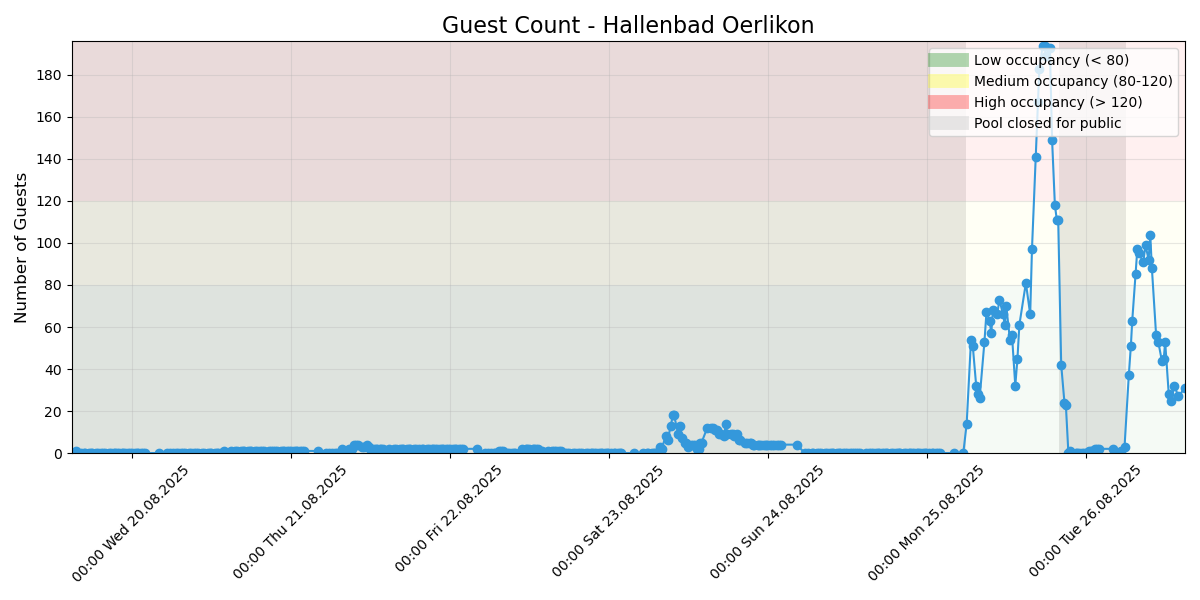 Guest Count - Hallenbad Oerlikon
Low occupancy (< 80)
Medium occupancy (80-120)
High occupancy (> 120)
Pool closed for public
Number of Guests
180
160
140
120
100
80
60
40
20
0
00:00 Wed 20.08.2025
00:00 Thu 21.08.2025
00:00 Fri 22.08.2025
00:00 Sat 23.08.2025
00:00 Sun 24.08.2025
00:00 Mon 25.08.2025
00:00 Tue 26.08.2025